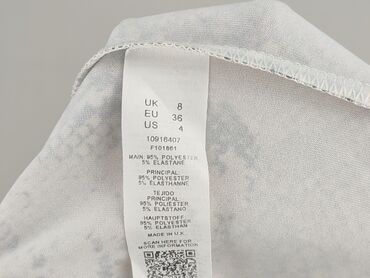 UK 8
EU 36
US 4
10916407
F101861
MAIN: 95% POLYESTER
5% ELASTANE
PRINCIPAL:
95% POLYESTER
5% ELASTHANNE
TEJIDO
PRINCIPAL:
95% POLIÉSTER
5% ELASTANO
HAUPTSTOFF:
95% POLYESTER
5% ELASTHAN
MADE IN U.K.
SCAN HERE FOR
MORE INFORMATION